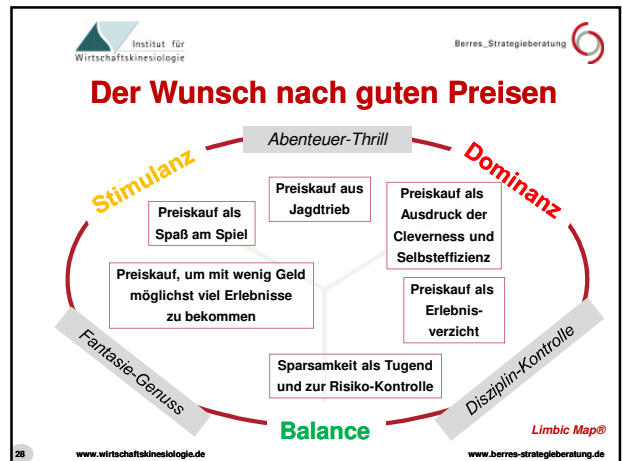 Institut für
Wirtschaftskinesiologie
Berres_Strategieberatung
Der Wunsch nach guten Preisen
Abenteuer-Thrill
Stimulanz
Dominanz
Preiskauf aus
Jagdtrieb
Preiskauf als
Ausdruck der
Cleverness und
Selbsteffizienz
Preiskauf als
Spaß am Spiel
Preiskauf, um mit wenig Geld
möglichst viel Erlebnisse
zu bekommen
Preiskauf als
Erlebnis-
verzicht
Fantasie-Genuss
Sparsamkeit als Tugend
und zur Risiko-Kontrolle
Disziplin-Kontrolle
Balance
Limbic Map®
28
www.wirtschaftskinesiologie.de
www.berres-strategieberatung.de